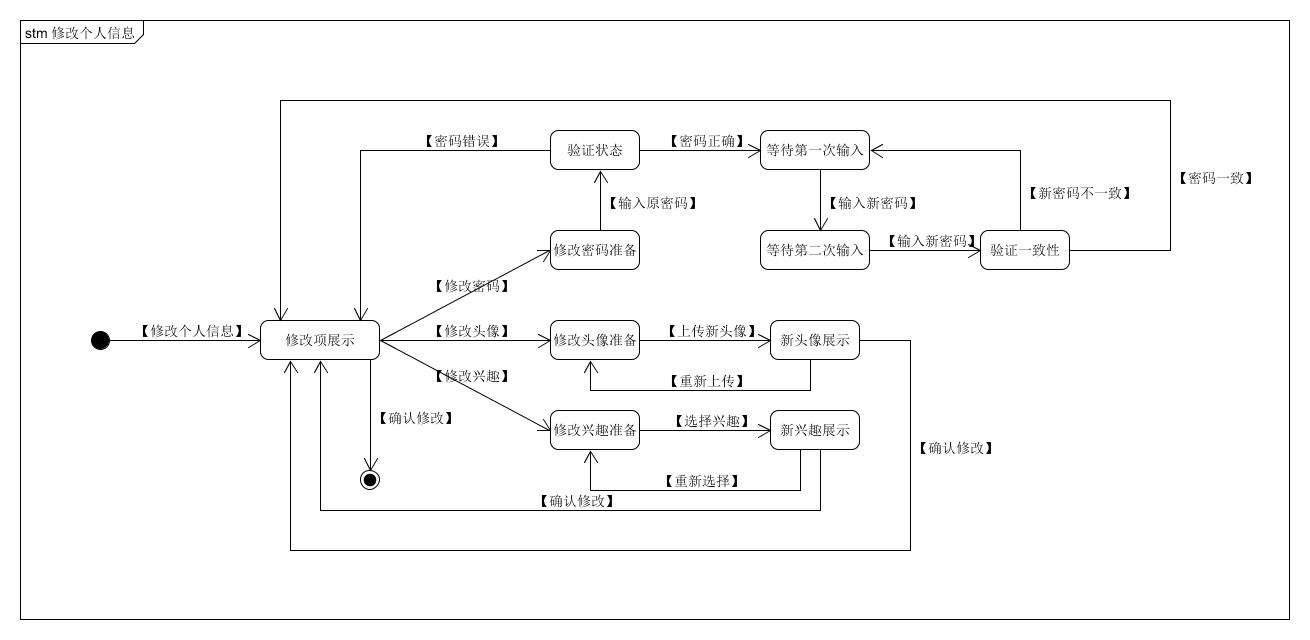 stm 修改个人信息
【密码错误】
验证状态
【密码正确】
等待第一次输入
【密码一致】
【输入原密码】
【输入新密码】
【新密码不一致】
修改密码准备
等待第二次输入
【输入新密码】
验证一致性
【修改密码】
【修改个人信息】
修改项展示
【修改头像】
修改头像准备
【上传新头像】
新头像展示
【修改兴趣】
【重新上传】
【确认修改】
修改兴趣准备
【选择兴趣】
新兴趣展示
【确认修改】
【重新选择】
【确认修改】